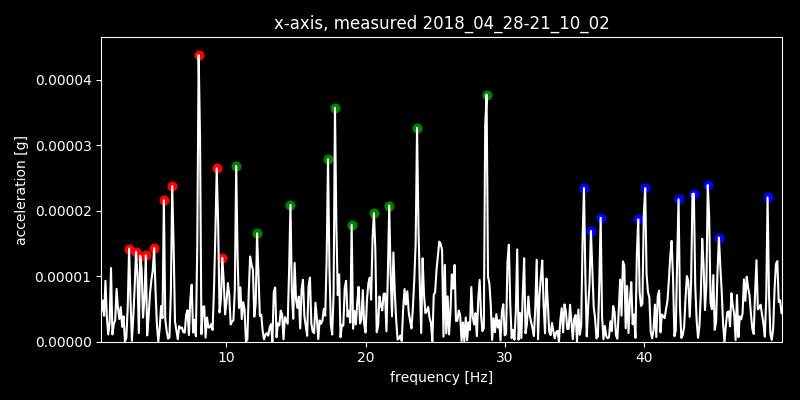 x-axis, measured 2018_04_28-21_10_02
0.00004
0.00003
0.00002
0.00001
0.00000
acceleration [g]
10 20 30 40
frequency [Hz]